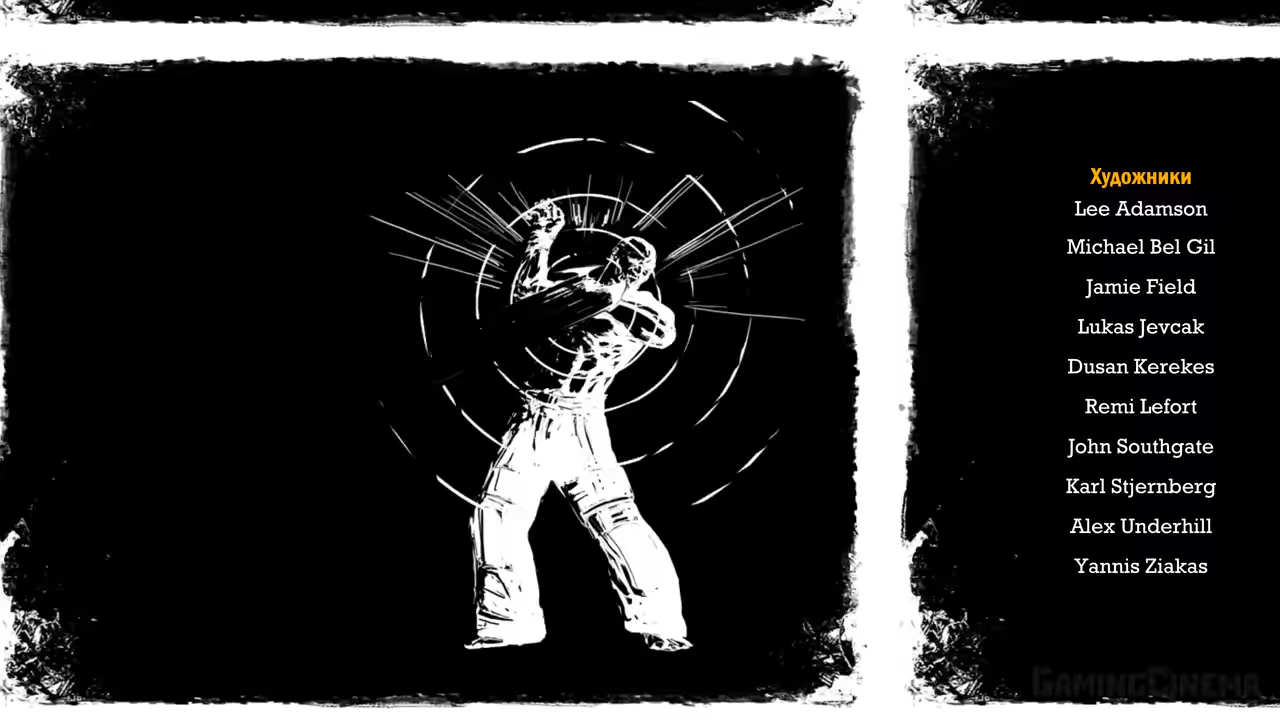 Художники
Lee Adamson
Michael Bel Gil
Jamie Field
Lukas Jevcak
Dusan Kerekes
Remi Lefort
John Southgate
Karl Stjernberg
Alex Underhill
Yannis Ziakas
GamingCinema